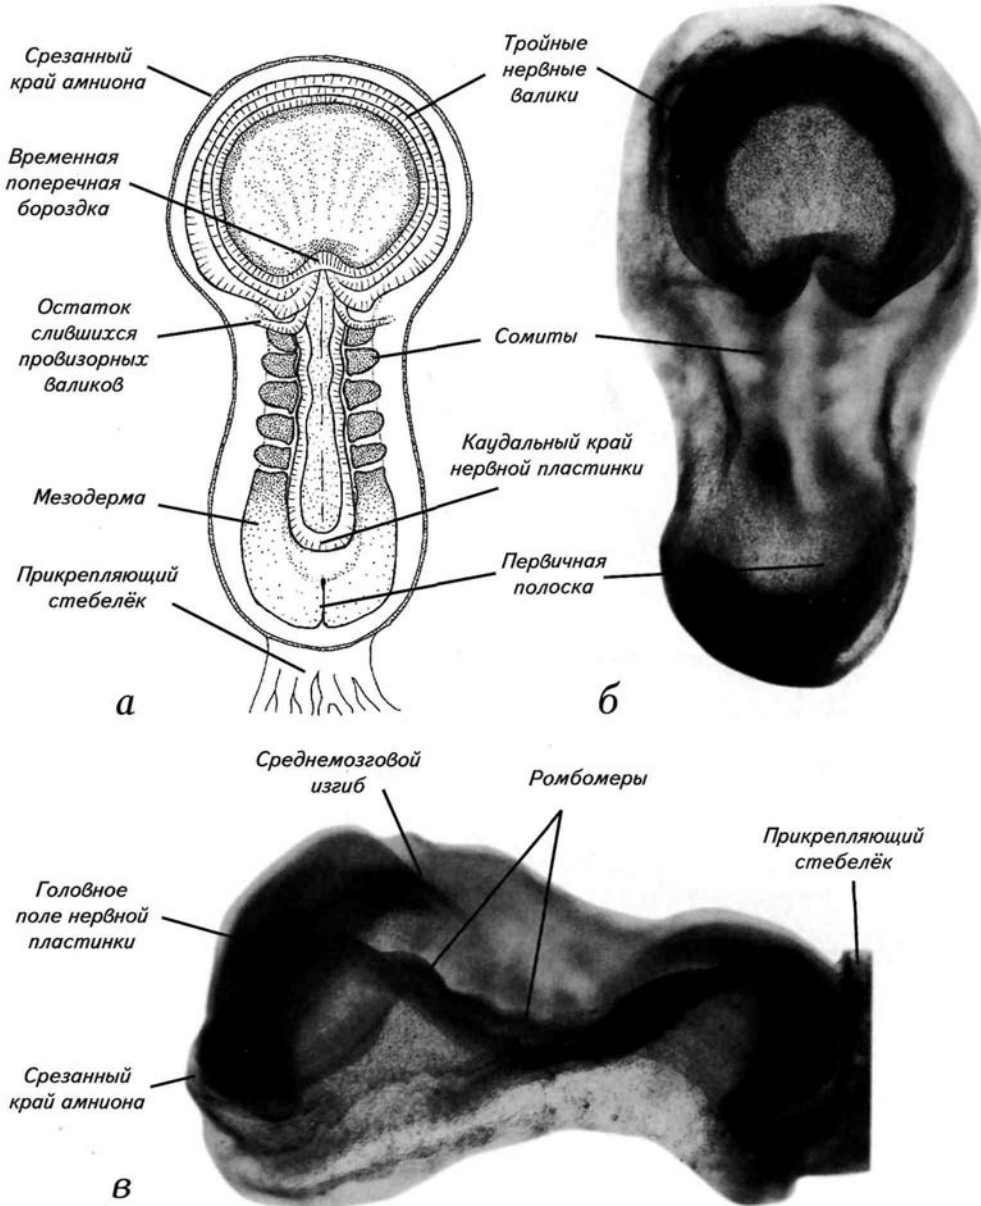 Срезанный
край амниона
Временная
поперечная
бороздка
Остаток
слившихся
провизорных
валиков
Мезодерма
Прикрепляющий
стебелёк
а
Тройные
нервные
валики
Сомиты
Каудальный край
нервной пластинки
Первичная
полоска
б
Среднемозговой
изгиб
Ромбомеры
Прикрепляющий
стебелёк
Головное
поле нервной
пластинки
Срезанный
край амниона
в